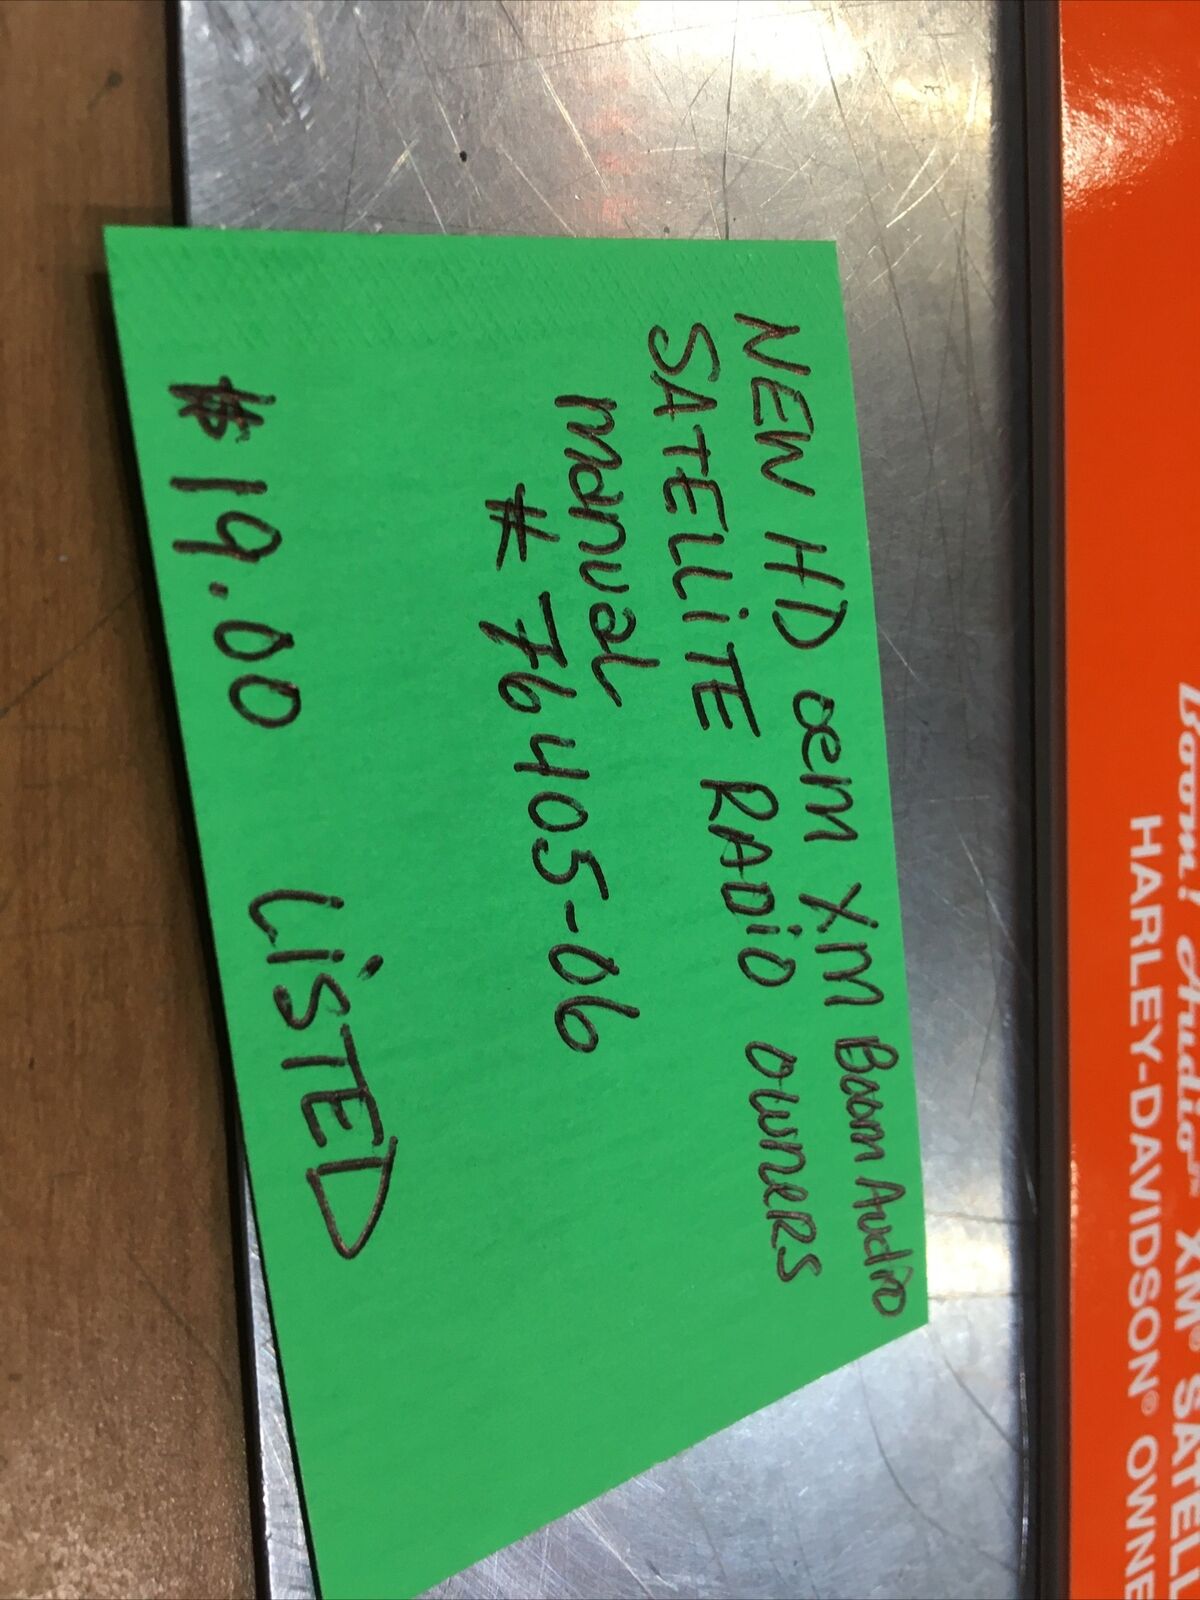 Boom! Audio™ XM® SATELL
HARLEY-DAVIDSON® OWNE
NEW HD oem XM Boom Audio
SATELLITE RADIO OWNERS
manual
# 76405-06
$19.00 LISTED